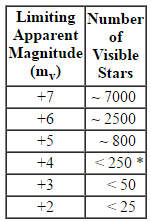 Limiting Number
Apparent of
Magnitude Visible
(mv) Stars
+7 ~ 7000
+6 ~ 2500
+5 ~ 800
+4 < 250 *
+3 < 50
+2 < 25